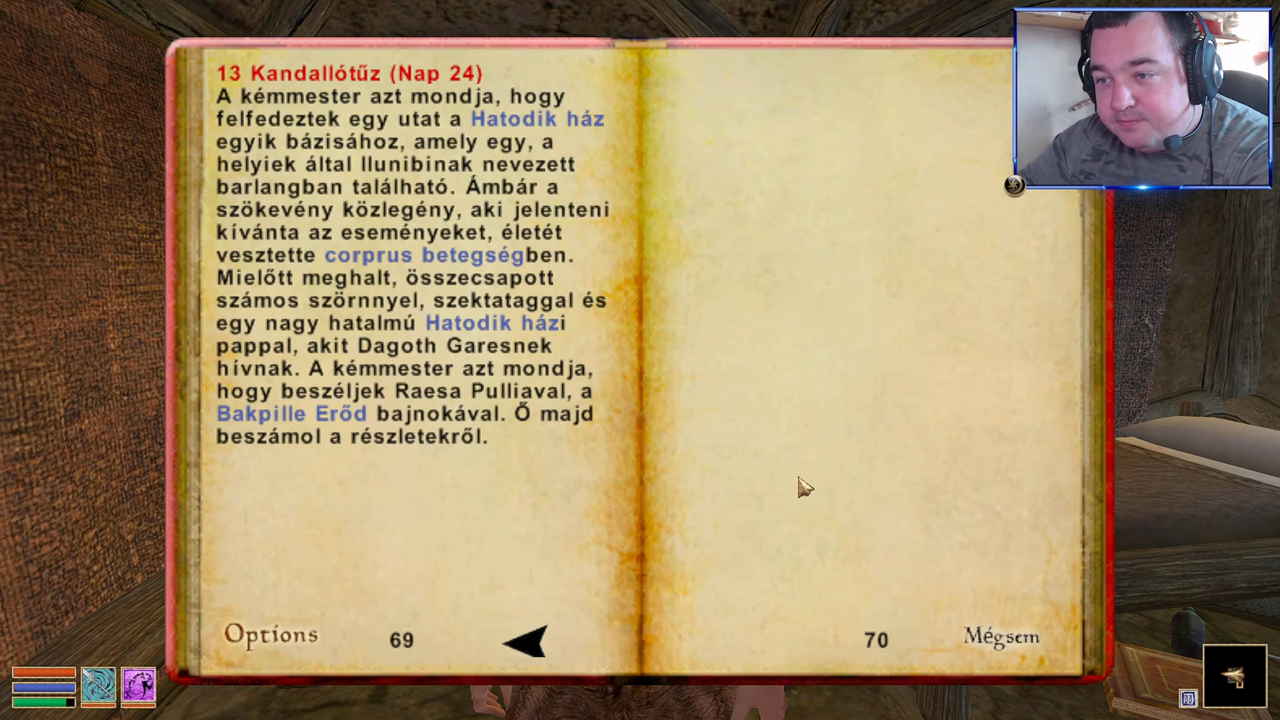 13 Kandallótűz (Nap 24)
A kémmester azt mondja, hogy
felfedeztek egy utat a Hatodik ház
egyik bázisához, amely egy, a
helyiek által Ilunibinak nevezett
barlangban található. Ámbár a
szökevény közlegény, aki jelenteni
kívánta az eseményeket, életét
vesztette corprus betegségben.
Mielőtt meghalt, összecsapott
számos szörnnyel, szektataggal és
egy nagy hatalmú Hatodik házi
pappal, akit Dagoth Garesnek
hívnak. A kémmester azt mondja,
hogy beszéljek Raesa Pulliaval, a
Bakpille Erőd bajnokával. Ő majd
beszámol a részletekről.
Options
69
70
Mégsem